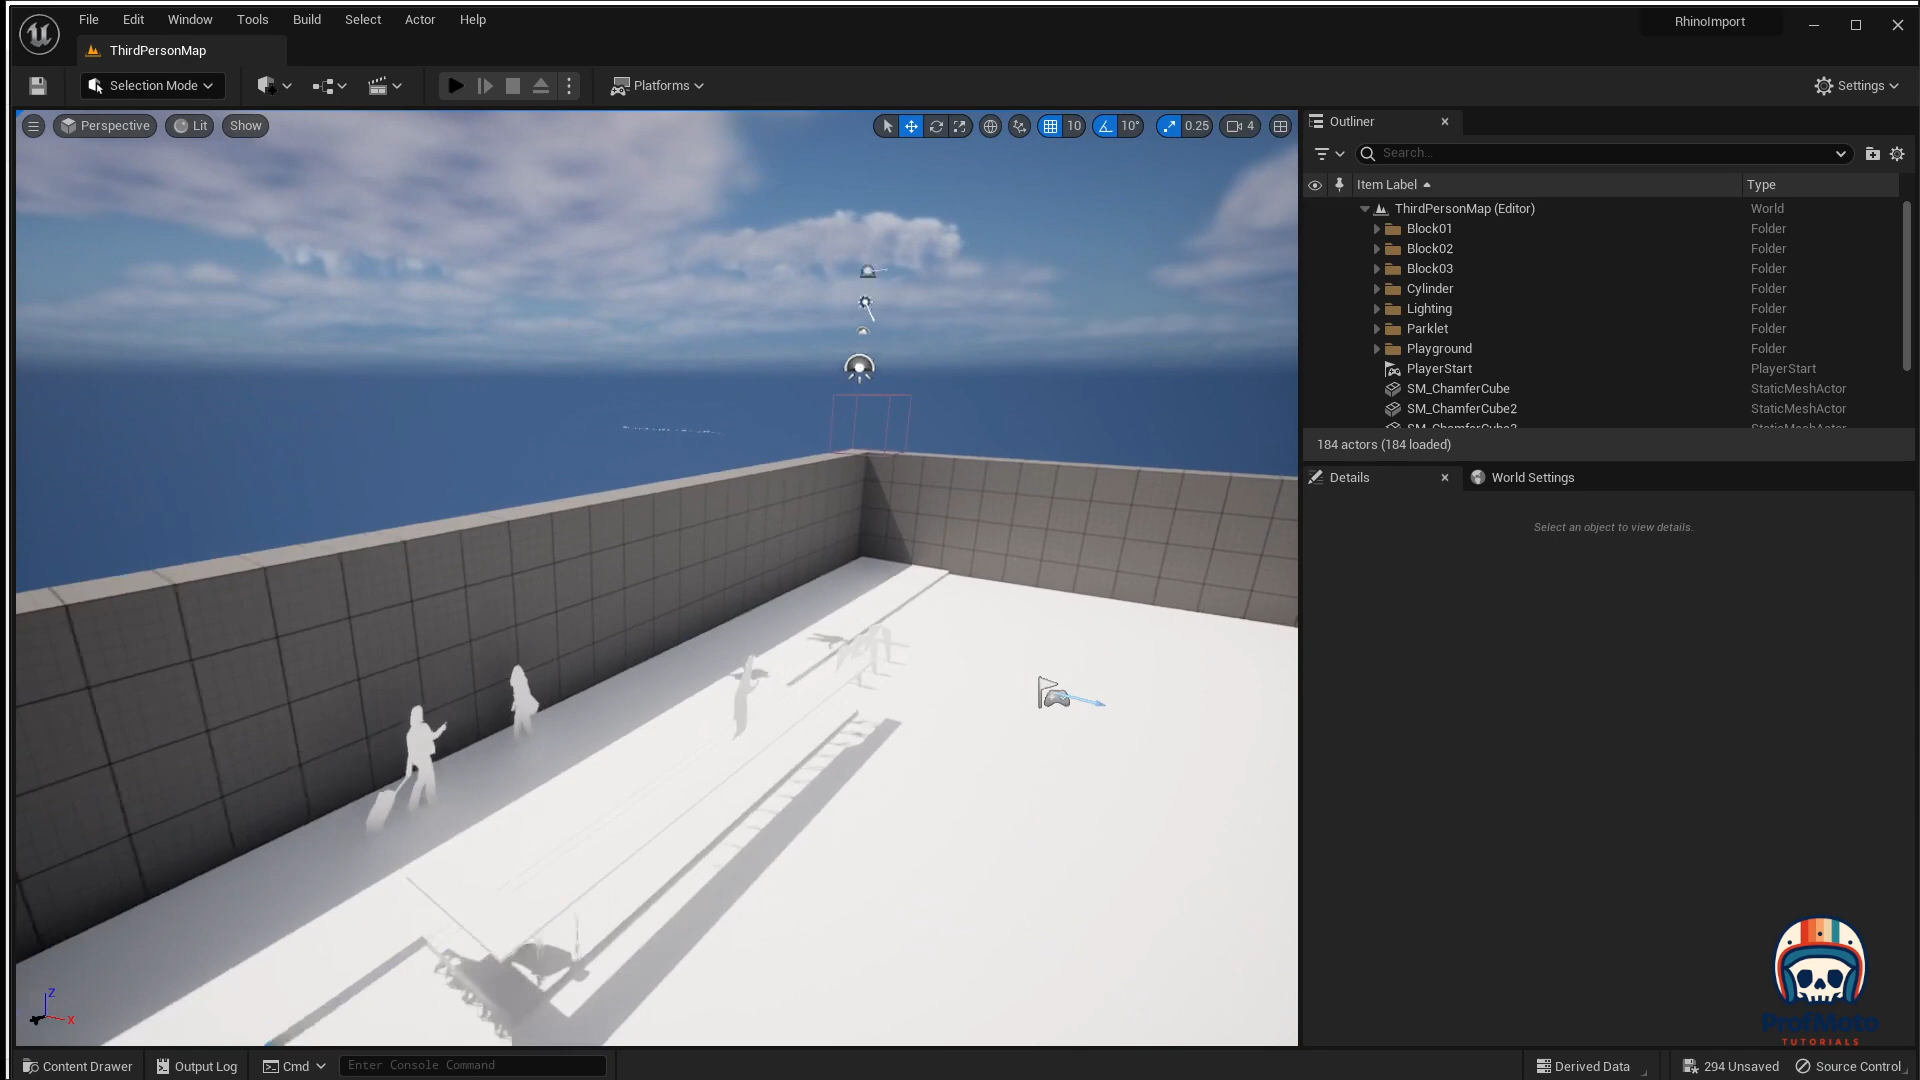 File Edit Window Tools Build Select Actor Help
RhinoImport
ThirdPersonMap
Selection Mode
Platforms
Settings
Perspective Lit Show
10 10° 0.25 4
Outliner
Search...
Item Label Type
ThirdPersonMap (Editor) World
Block01 Folder
Block02 Folder
Block03 Folder
Cylinder Folder
Lighting Folder
Parklet Folder
Playground Folder
PlayerStart PlayerStart
SM_ChamferCube StaticMeshActor
SM_ChamferCube2 StaticMeshActor
SM_ChamferCube3 StaticMeshActor
184 actors (184 loaded)
Details World Settings
Select an object to view details.
Z
X
ProfMoto
TUTORIALS
Content Drawer Output Log Cmd Enter Console Command Derived Data 294 Unsaved Source Control